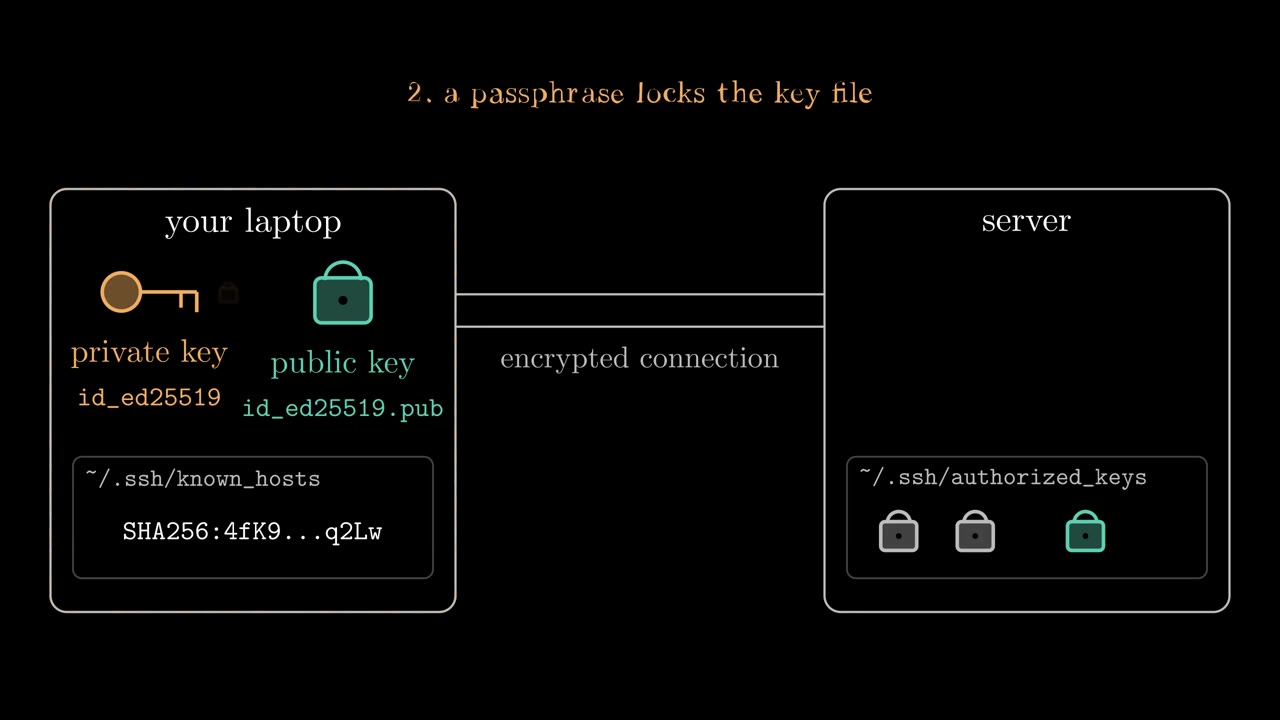 2. a passphrase locks the key file
your laptop
private key
id_ed25519
public key
id_ed25519.pub
~/.ssh/known_hosts
SHA256:4fK9...q2Lw
encrypted connection
server
~/.ssh/authorized_keys